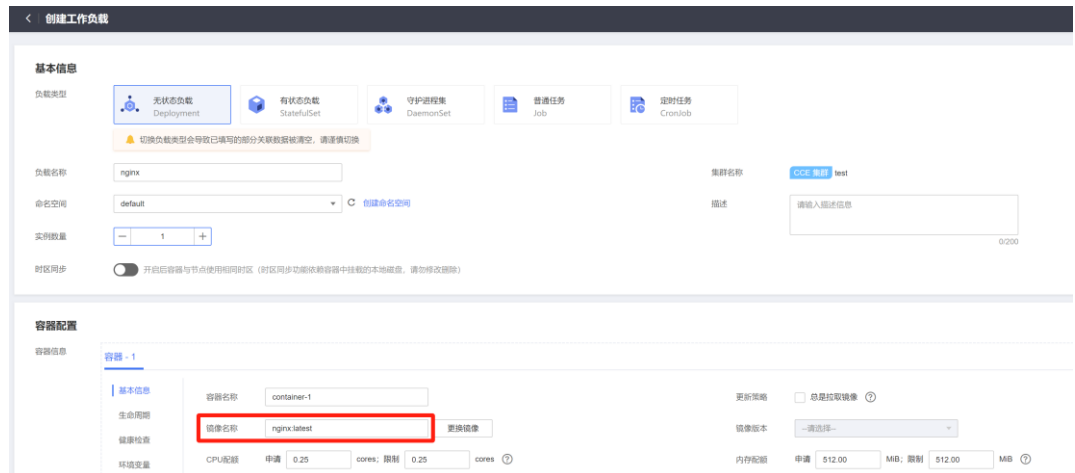 < 创建工作负载
基本信息
负载类型
无状态负载
Deployment
有状态负载
StatefulSet
守护进程集
DaemonSet
普通任务
Job
定时任务
CronJob
切换负载类型会导致已填写的部分关联数据被清空，请谨慎切换
负载名称 nginx 集群名称 CCE 集群 test
命名空间 default 创建命名空间 描述 请输入描述信息
0/200
实例数量 − 1 +
时区同步 开启后容器与节点使用相同时区（时区同步功能依赖容器中挂载的本地磁盘，请勿修改删除）
容器配置
容器信息 容器 - 1
基本信息
生命周期
健康检查
环境变量
容器名称 container-1 更新策略 总是拉取镜像 ?
镜像名称 nginx:latest 更换镜像 镜像版本 --请选择--
CPU配额 申请 0.25 cores; 限制 0.25 cores ? 内存配额 申请 512.00 MiB; 限制 512.00 MiB ?